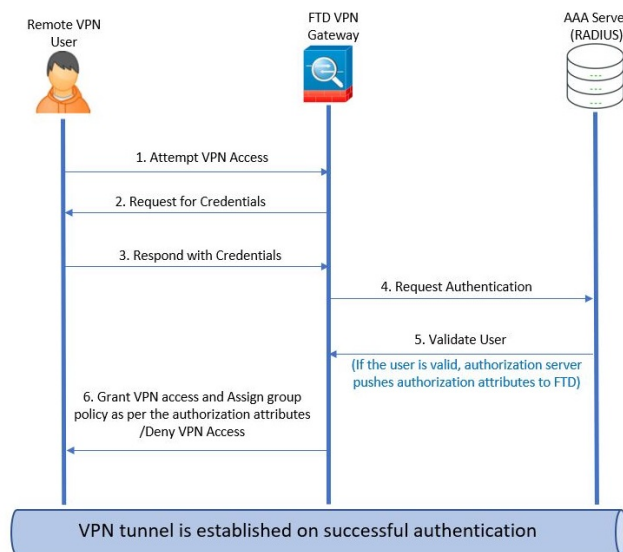 Remote VPN
User
FTD VPN
Gateway
AAA Server
(RADIUS)
1. Attempt VPN Access
2. Request for Credentials
3. Respond with Credentials
4. Request Authentication
5. Validate User
(If the user is valid, authorization server
pushes authorization attributes to FTD)
6. Grant VPN access and Assign group
policy as per the authorization attributes
/Deny VPN Access
VPN tunnel is established on successful authentication